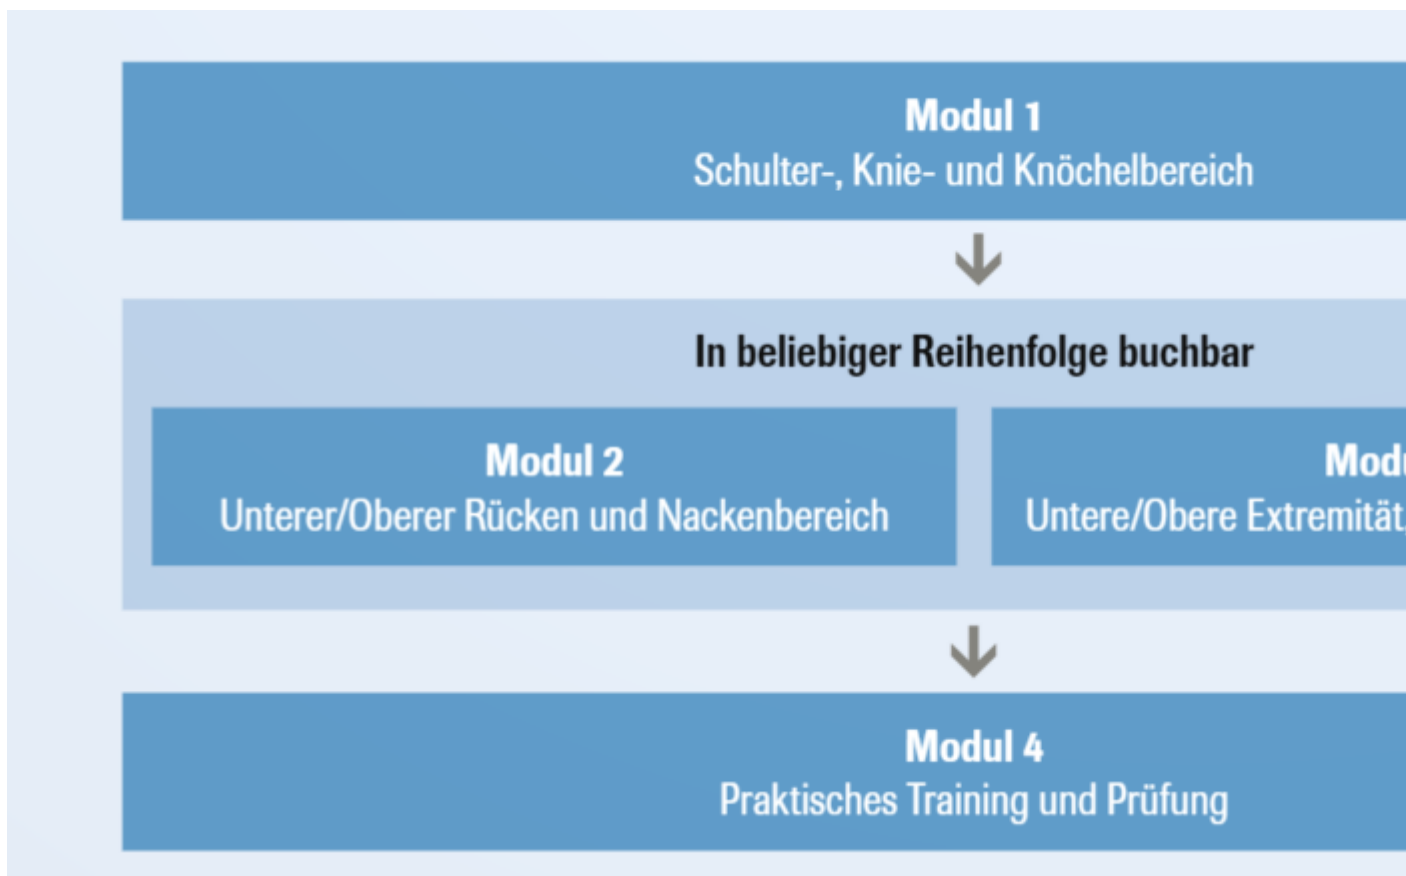 Modul 1
Schulter-, Knie- und Knöchelbereich
In beliebiger Reihenfolge buchbar
Modul 2
Unterer/Oberer Rücken und Nackenbereich
Untere/Obere Extremität,
Modul 4
Praktisches Training und Prüfung